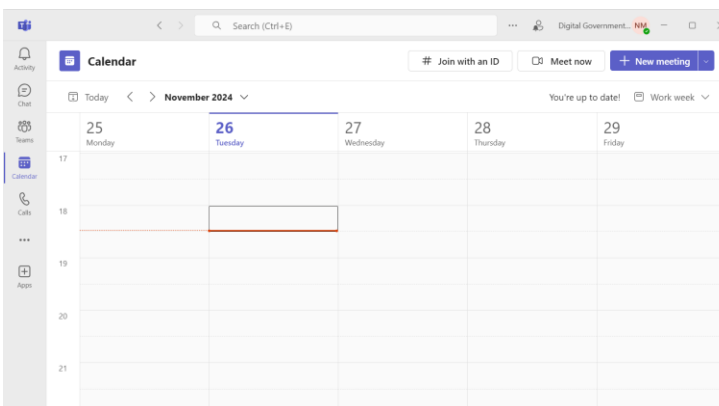 Search (Ctrl+E)
Digital Government... NM
Activity
Chat
Teams
Calendar
Calls
Apps
Calendar
# Join with an ID
Meet now
New meeting
Today
November 2024
You're up to date!
Work week
25 26 27 28 29
Monday Tuesday Wednesday Thursday Friday
17
18
19
20
21